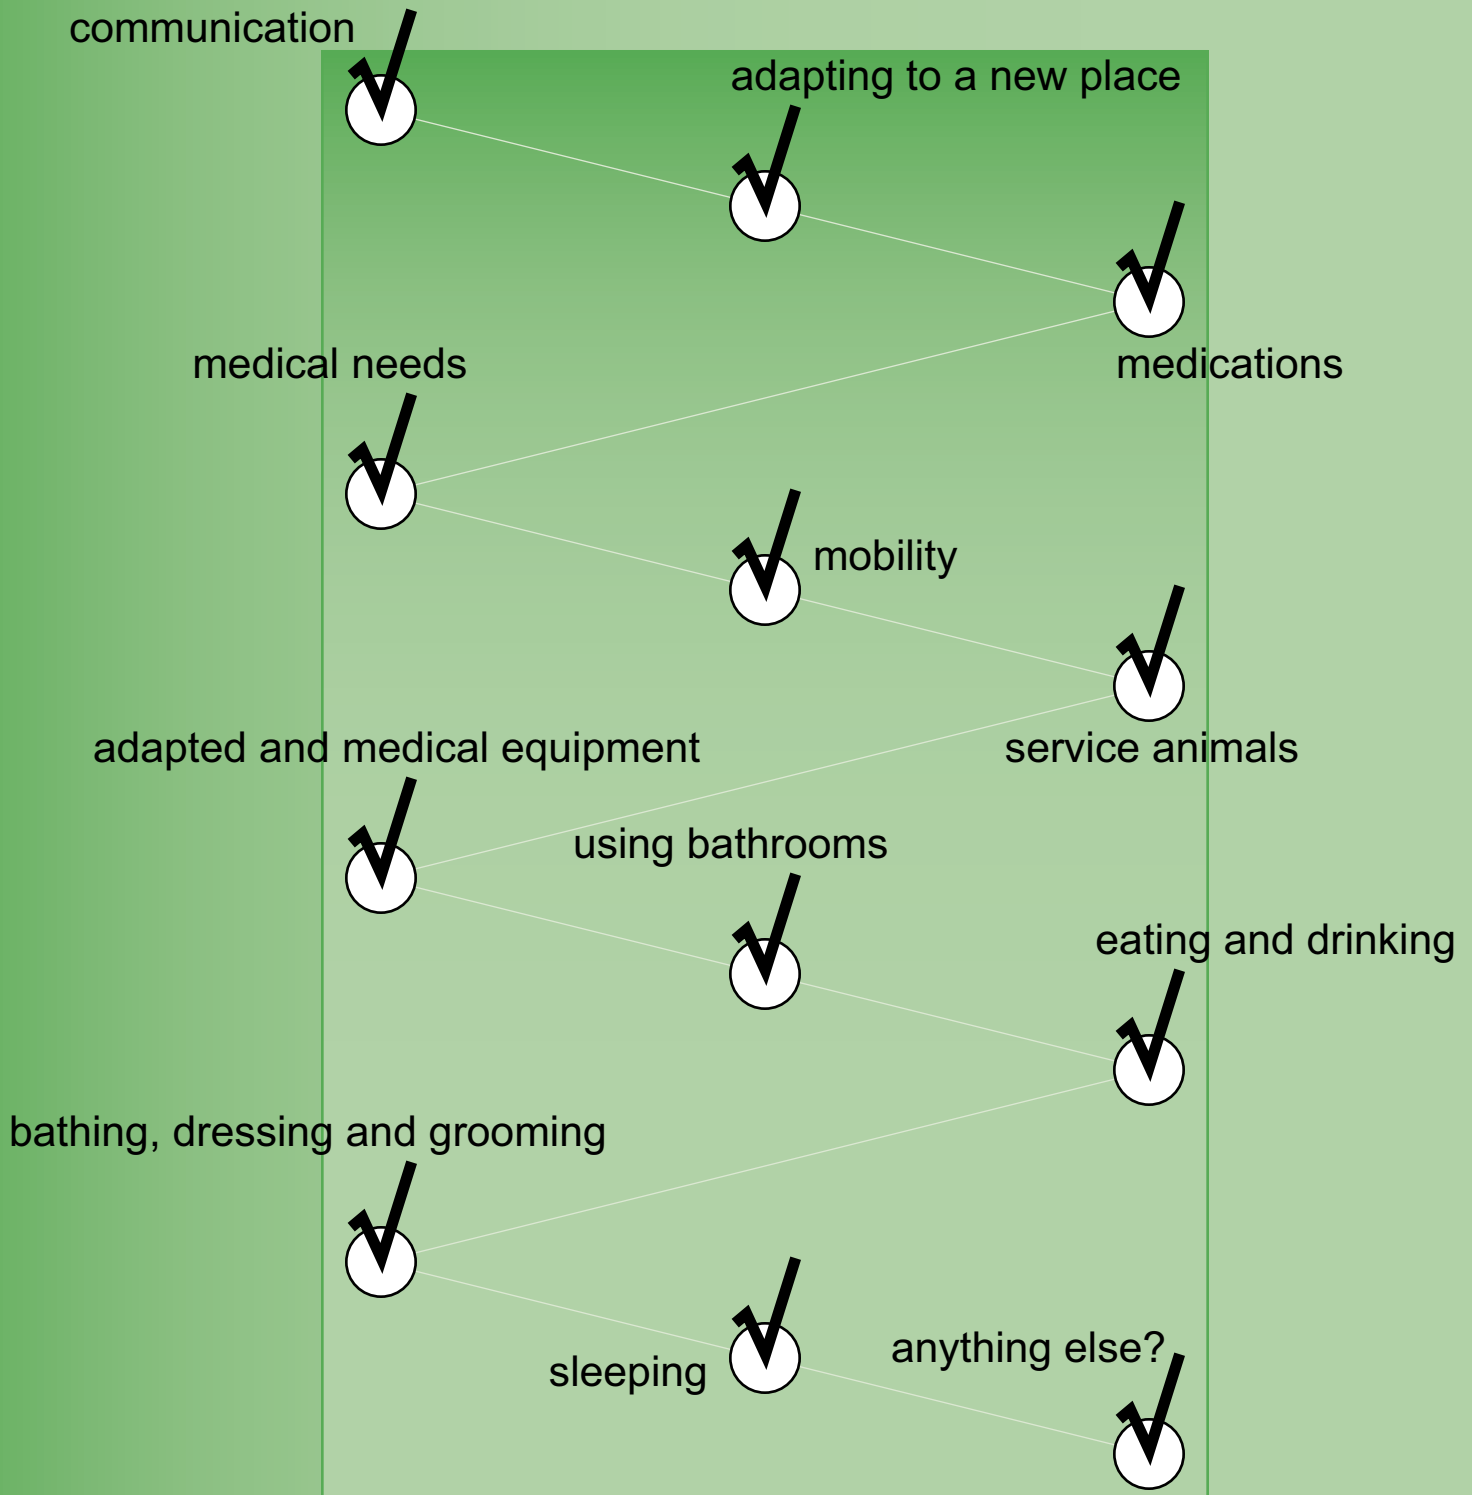 communication
adapting to a new place
medications
medical needs
mobility
service animals
adapted and medical equipment
using bathrooms
eating and drinking
bathing, dressing and grooming
sleeping
anything else?